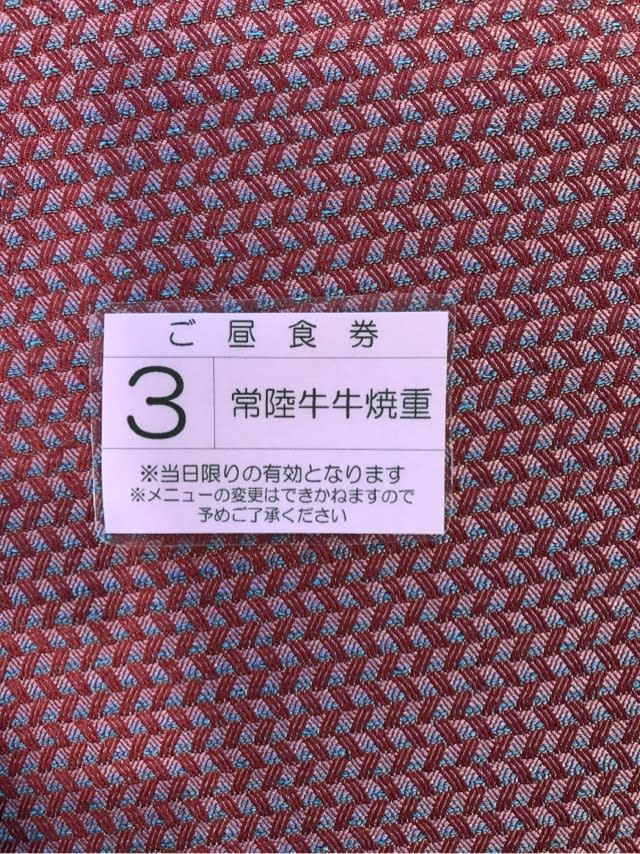 ご昼食券
3
常陸牛牛焼重
※当日限りの有効となります
※メニューの変更はできかねますので
予めご了承ください